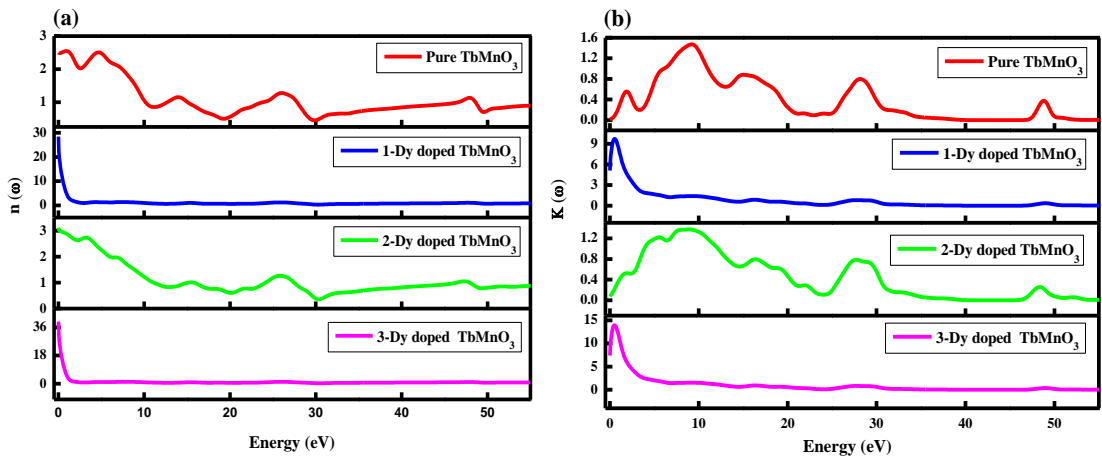 (a)
3
2
1
Pure TbMnO3
30
20
10
0
1-Dy doped TbMnO3
3
2
1
0
2-Dy doped TbMnO3
36
18
0
3-Dy doped TbMnO3
n (ω)
0 10 20 30 40 50
Energy (eV)
(b)
1.6
1.2
0.8
0.4
0.0
Pure TbMnO3
9
6
3
0
1-Dy doped TbMnO3
1.2
0.8
0.4
0.0
2-Dy doped TbMnO3
15
10
5
0
3-Dy doped TbMnO3
K (ω)
0 10 20 30 40 50
Energy (eV)